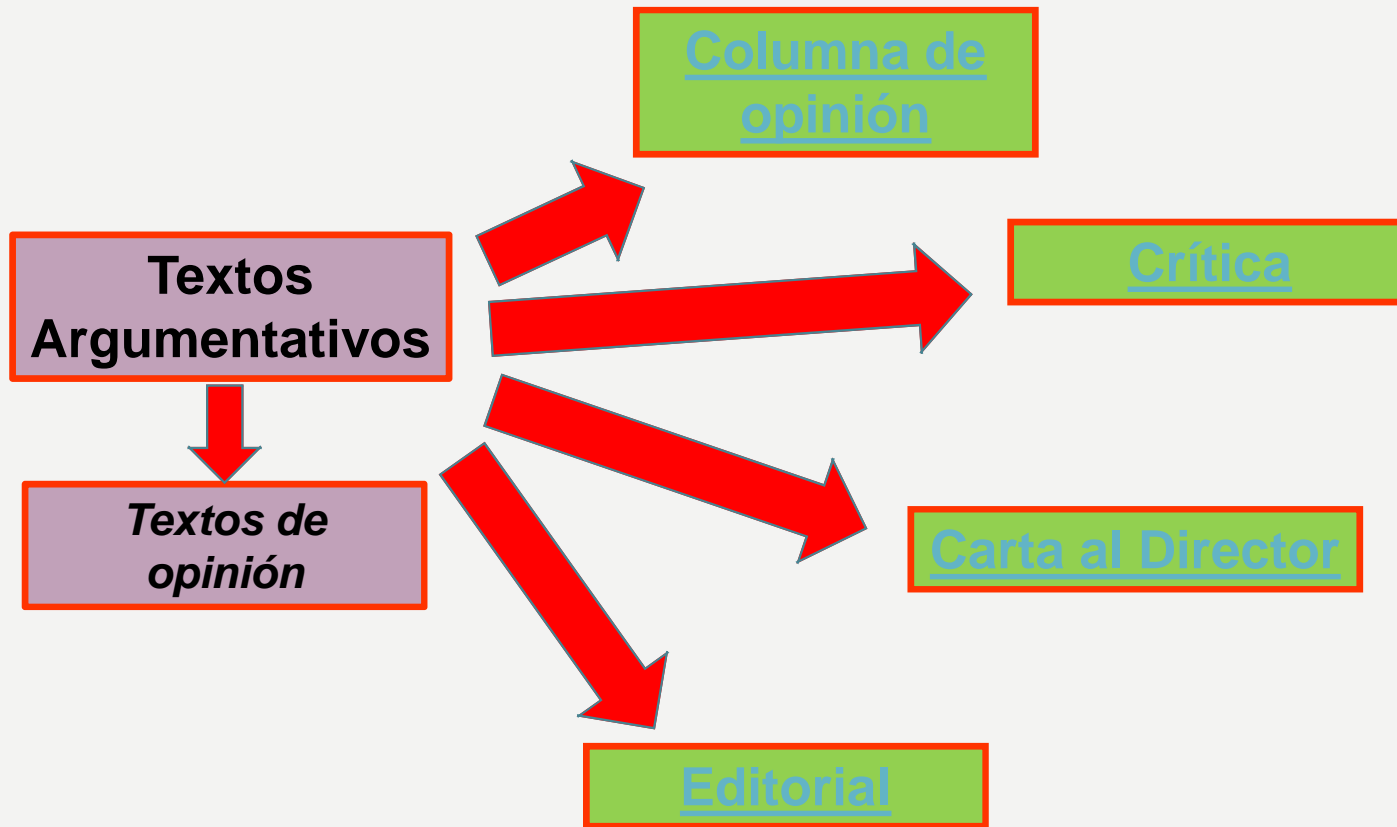 Columna de
opinión
Textos
Argumentativos
Crítica
Textos de
opinión
Carta al Director
Editorial